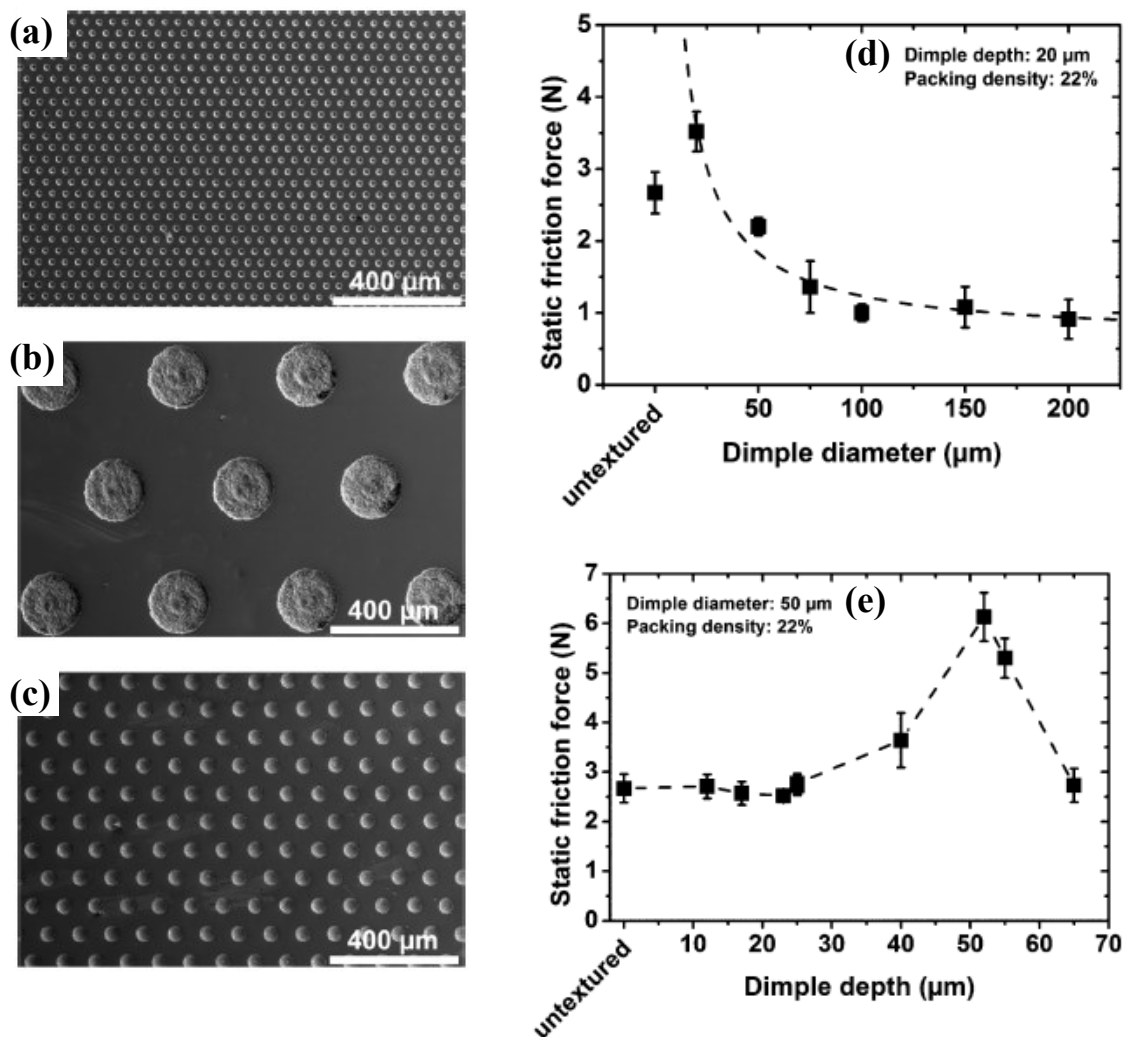 (a)
400 µm
(b)
400 µm
(c)
400 µm
(d)
Dimple depth: 20 µm
Packing density: 22%
Static friction force (N)
5
4
3
2
1
0
untextured
50
100
150
200
Dimple diameter (µm)
(e)
Dimple diameter: 50 µm
Packing density: 22%
Static friction force (N)
7
6
5
4
3
2
1
0
untextured
10
20
30
40
50
60
70
Dimple depth (µm)